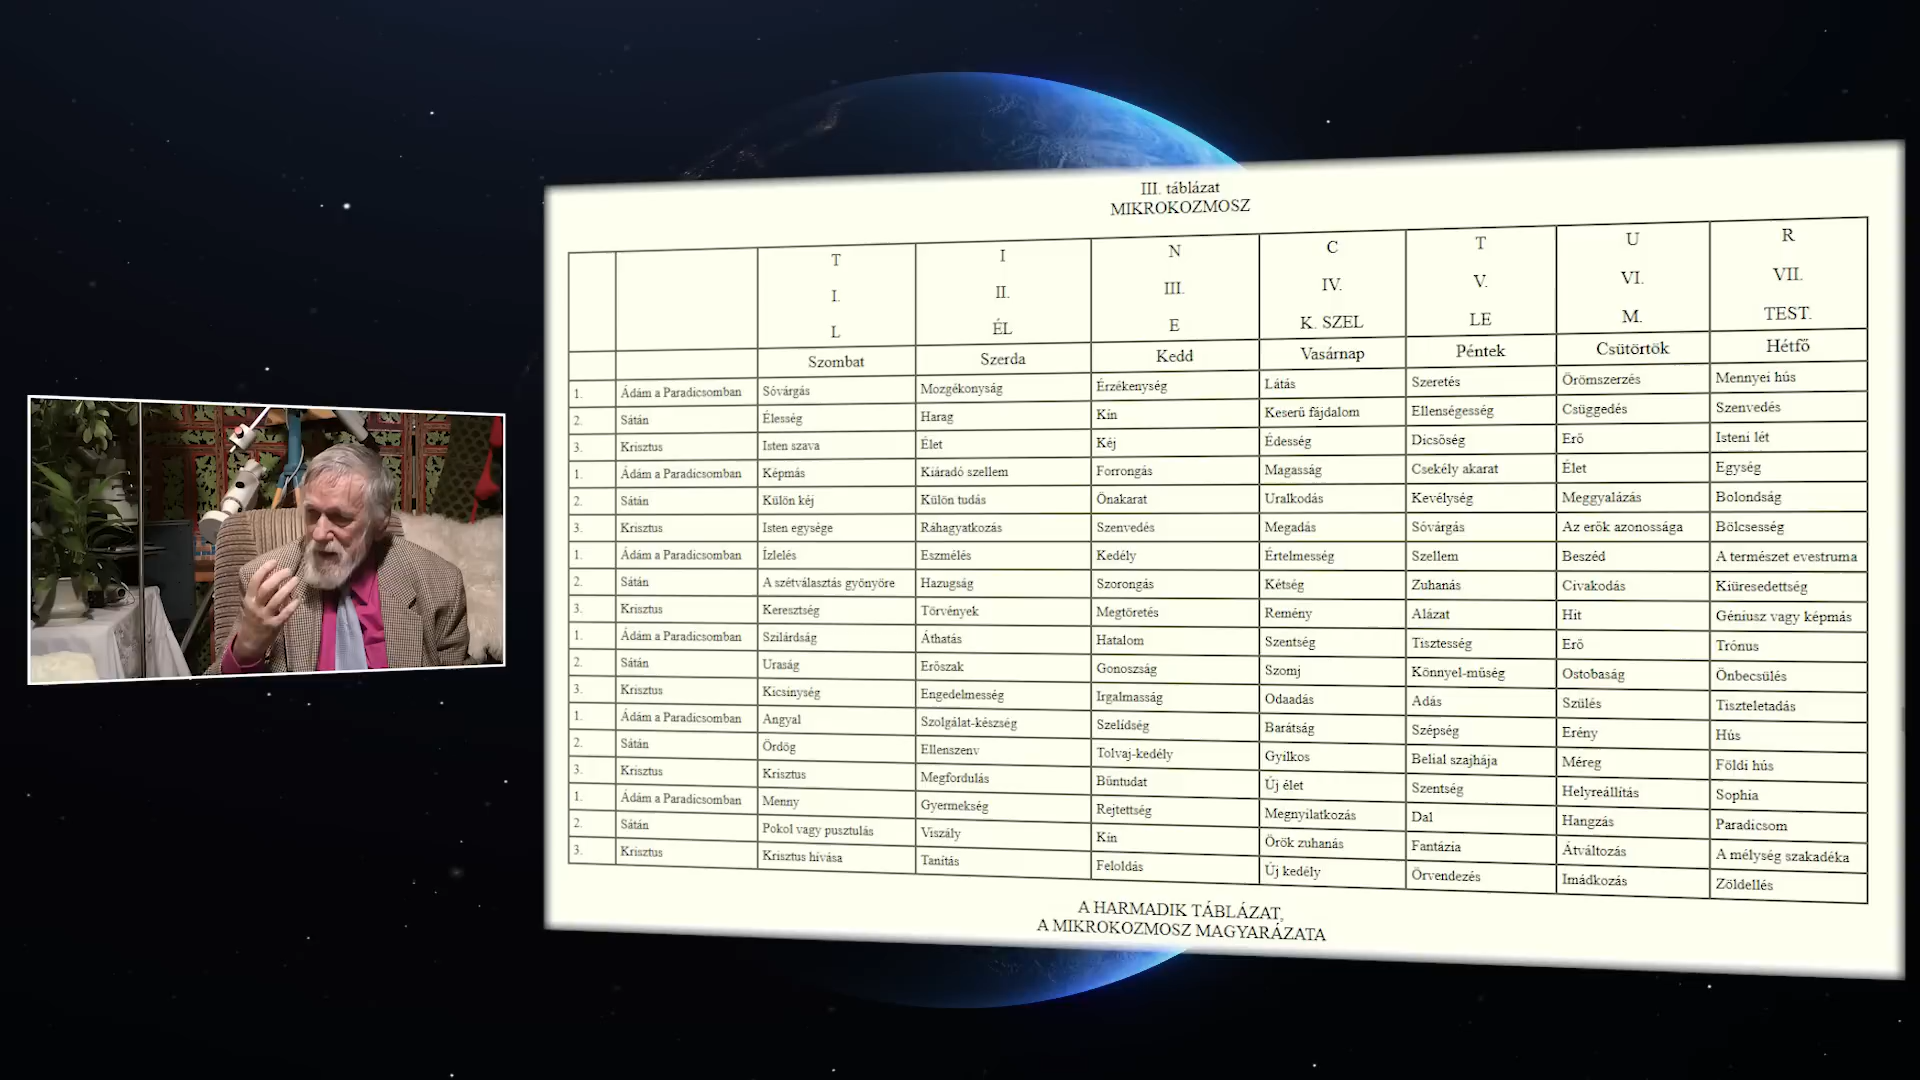 III. táblázat
MIKROKOZMOSZ
T I N C T U R
I. II. III. IV. V. VI. VII.
L ÉL E K. SZEL LE M. TEST.
Szombat Szerda Kedd Vasárnap Péntek Csütörtök Hétfő
1. Ádám a Paradicsomban Sóvárgás Mozgékonyság Érzékenység Látás Szeretés Örömszerzés Mennyei hús
2. Sátán Élesség Harag Kín Keserű fájdalom Ellenségesség Csüggedés Szenvedés
3. Krisztus Isten szava Élet Kéj Édesség Dicsőség Erő Isteni lét
1. Ádám a Paradicsomban Képmás Kiáradó szellem Forrongás Magasság Csekély akarat Élet Egység
2. Sátán Külön kéj Külön tudás Önakarat Uralkodás Kevélység Meggyalázás Bolondság
3. Krisztus Isten egysége Ráhagyatkozás Szenvedés Megadás Sóvárgás Az erők azonossága Bölcsesség
1. Ádám a Paradicsomban Ízlelés Eszmélés Kedély Értelmesség Szellem Beszéd A természet evestruma
2. Sátán A szétválasztás gyönyöre Hazugság Szorongás Kétség Zuhanás Civakodás Kiüresedettség
3. Krisztus Keresztség Törvények Megtöretés Remény Alázat Hit Géniusz vagy képmás
1. Ádám a Paradicsomban Szilárdság Áthatás Hatalom Szentség Tisztesség Erő Trónus
2. Sátán Uraság Erőszak Gonoszság Szomj Könnyel-műség Ostobaság Önbecsülés
3. Krisztus Kicsinység Engedelmesség Irgalmasság Odaadás Adás Szülés Tiszteletadás
1. Ádám a Paradicsomban Angyal Szolgálat-készség Szelídség Barátság Szépség Erény Hús
2. Sátán Ördög Ellenszenv Tolvaj-kedély Gyilkos Belial szajhája Méreg Földi hús
3. Krisztus Krisztus Megfordulás Bűntudat Új élet Szentség Helyreállítás Sophia
1. Ádám a Paradicsomban Menny Gyermekség Rejtettség Megnyilatkozás Dal Hangzás Paradicsom
2. Sátán Pokol vagy pusztulás Viszály Kín Örök zuhanás Fantázia Átváltozás A mélység szakadéka
3. Krisztus Krisztus hívása Tanítás Feloldás Új kedély Örvendezés Imádkozás Zöldellés
A HARMADIK TÁBLÁZAT,
A MIKROKOZMOSZ MAGYARÁZATA